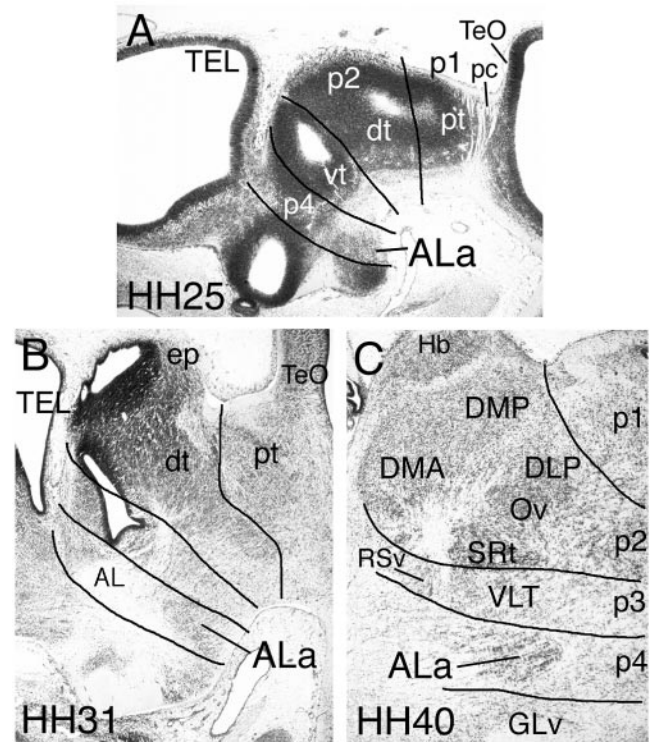 A
TEL
TeO
p1
pc
p2
pt
dt
vt
p4
ALa
HH25
B
ep
TEL
TeO
dt
pt
AL
ALa
HH31
C
Hb
DMP
p1
DMA
DLP
Ov
p2
SRt
RSv
VLT
p3
ALa
p4
HH40
GLv